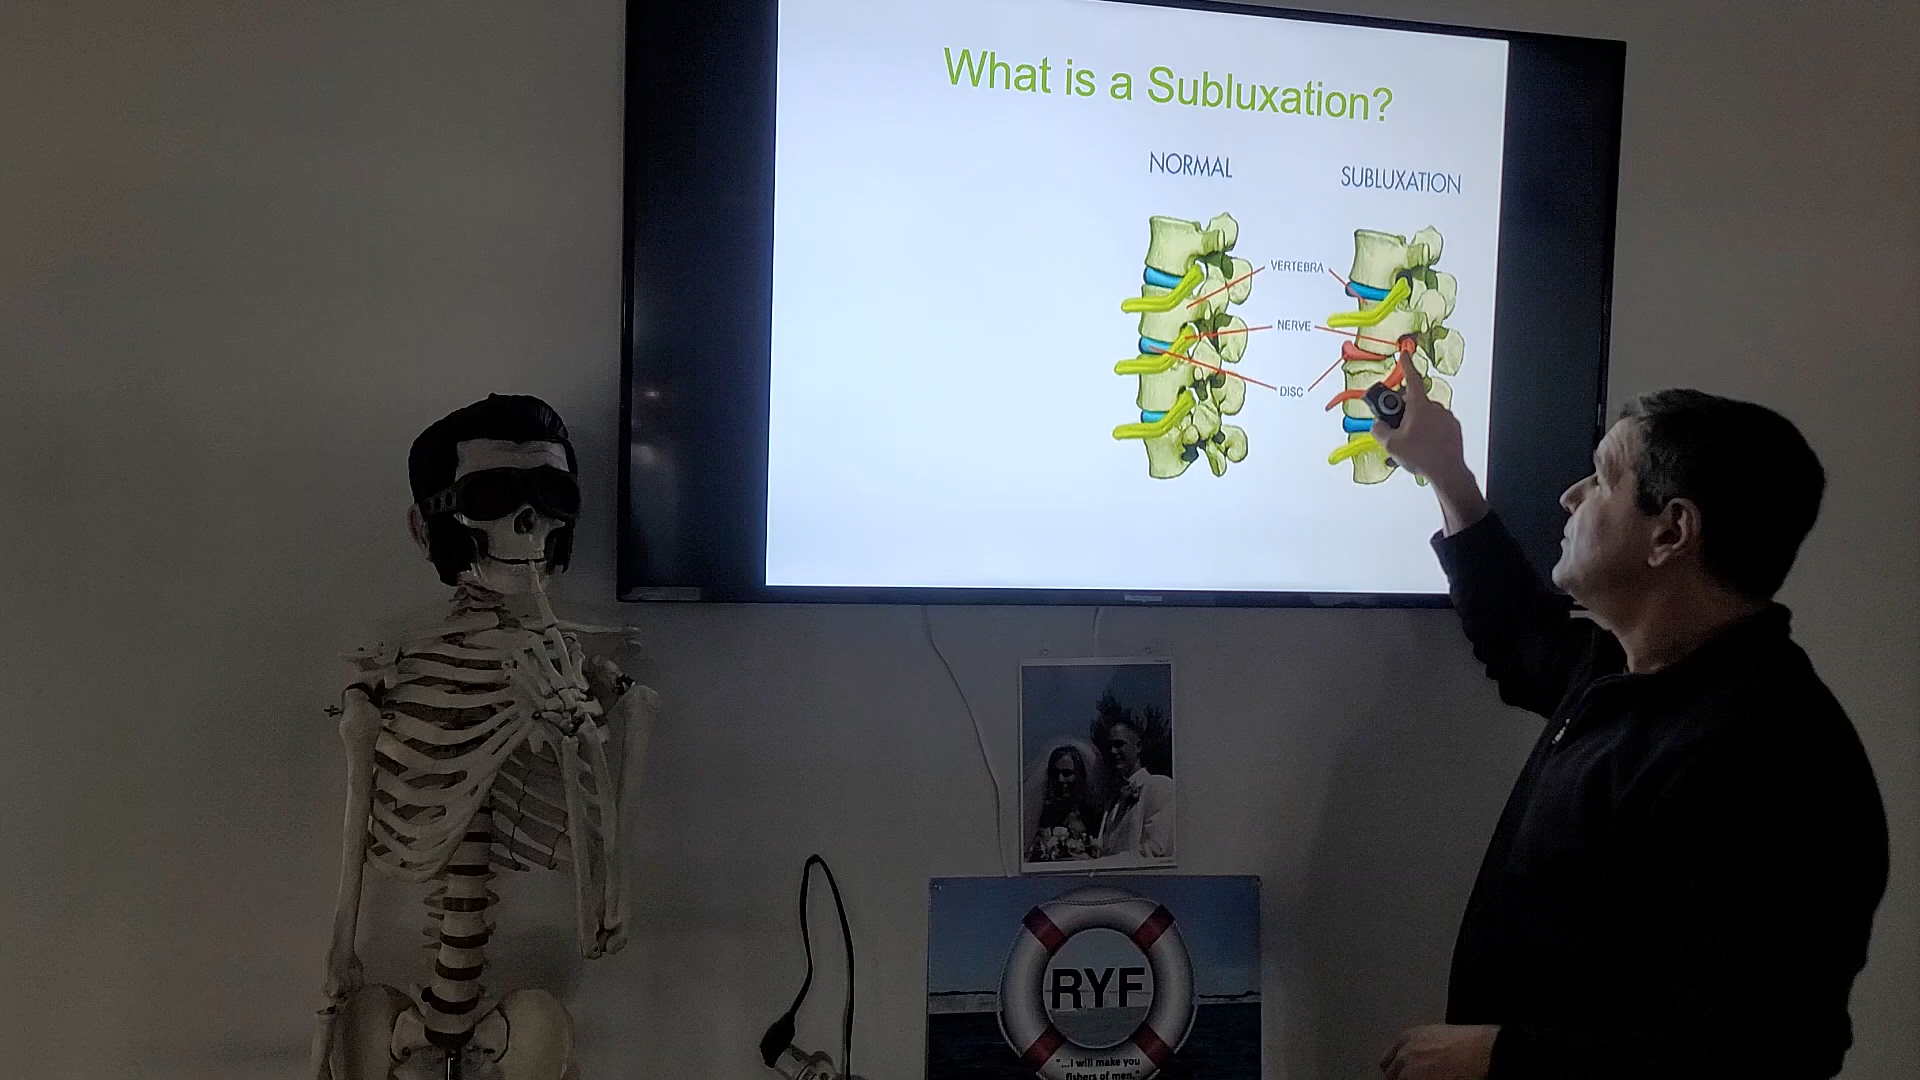 What is a Subluxation?
NORMAL
SUBLUXATION
VERTEBRA
NERVE
DISC
RYF
"...I will make you
fishers of men."